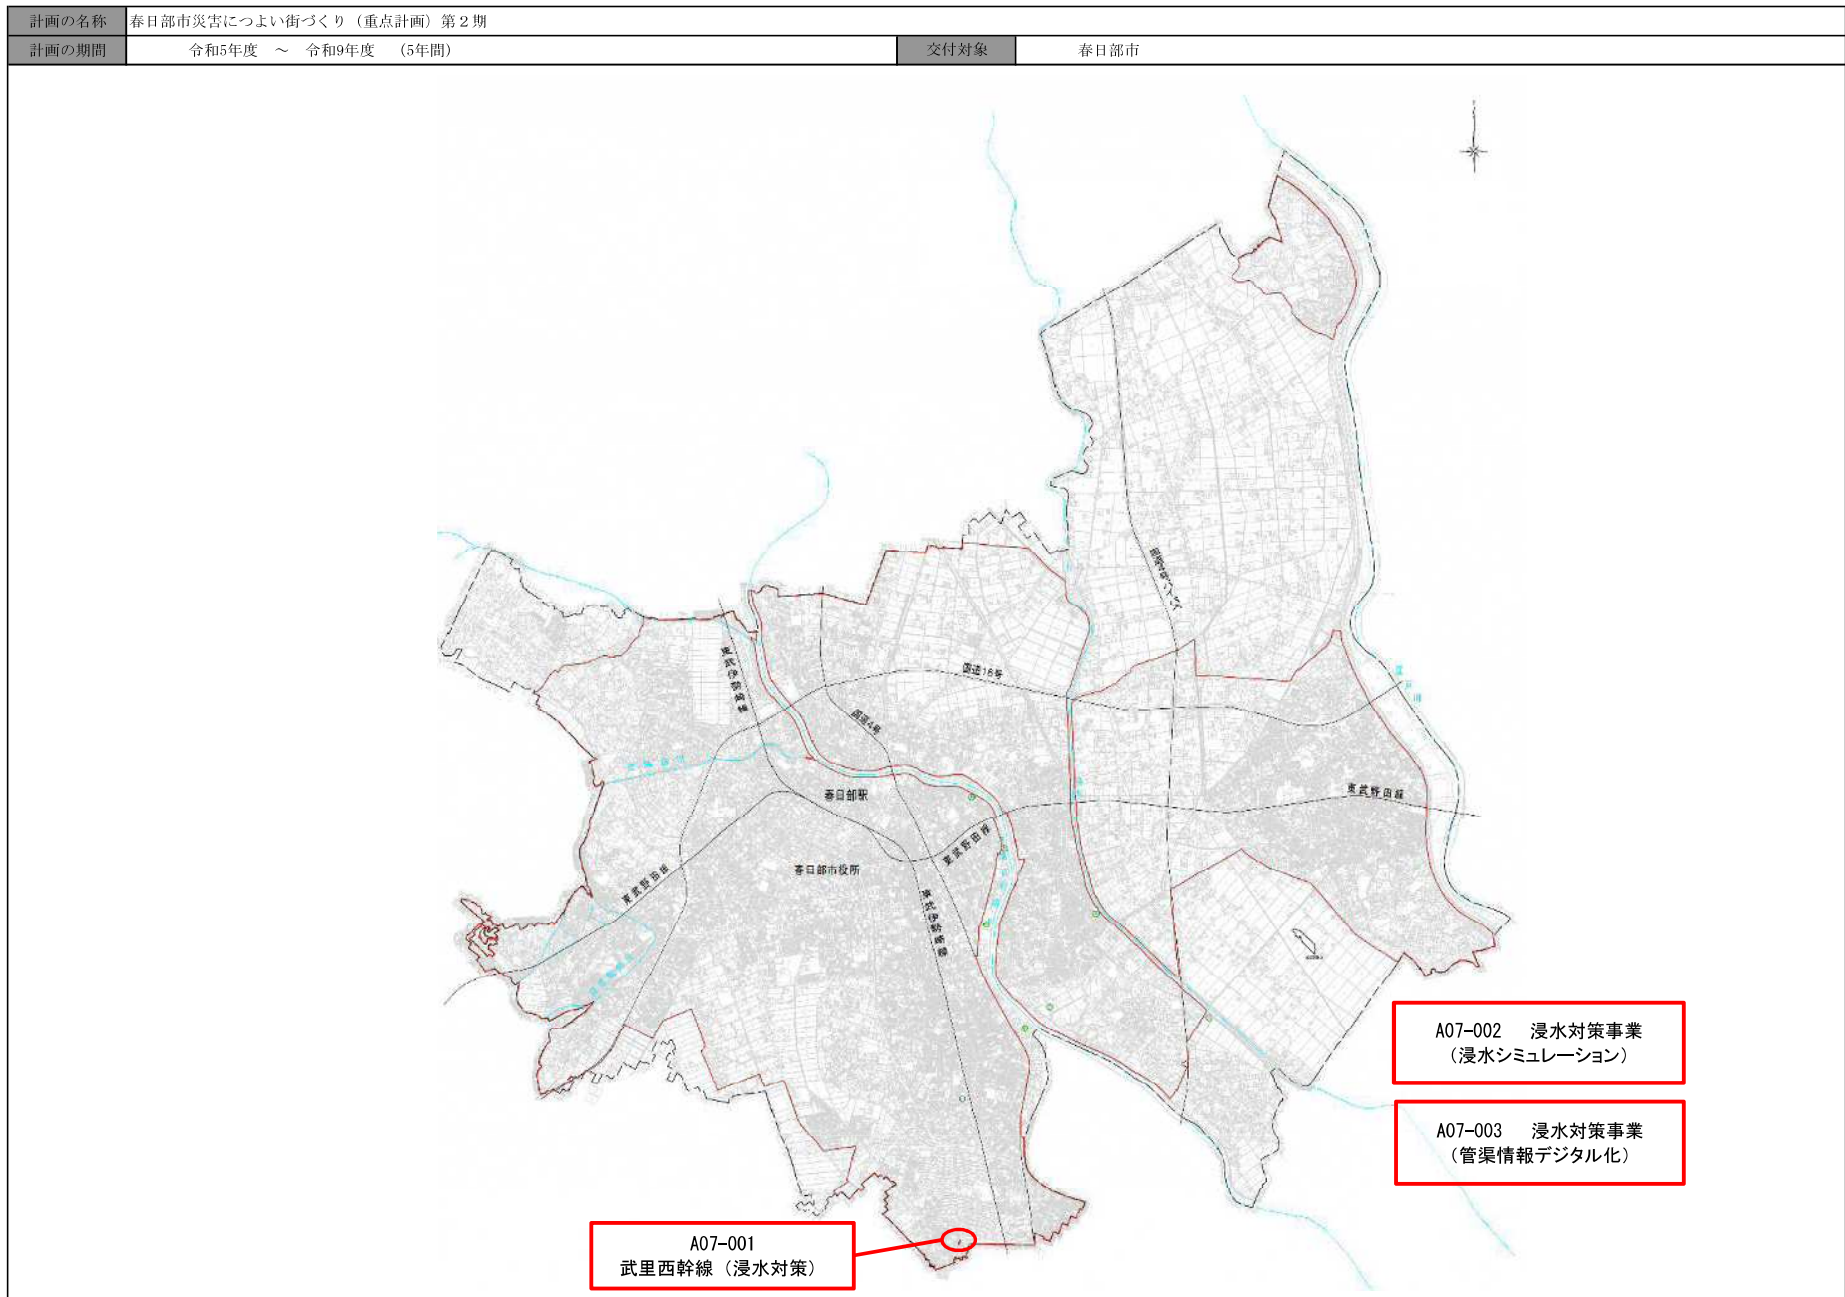 計画の名称 春日部市災害につよい街づくり（重点計画）第２期
計画の期間 令和5年度 ～ 令和9年度 （5年間） 交付対象 春日部市
国道16号
国道4号
春日部駅
東武野田線
東武野田線
春日部市役所
東武野田線
東武伊勢崎線
東武伊勢崎線
A07-002 浸水対策事業
（浸水シミュレーション）
A07-003 浸水対策事業
（管渠情報デジタル化）
A07-001
武里西幹線（浸水対策）